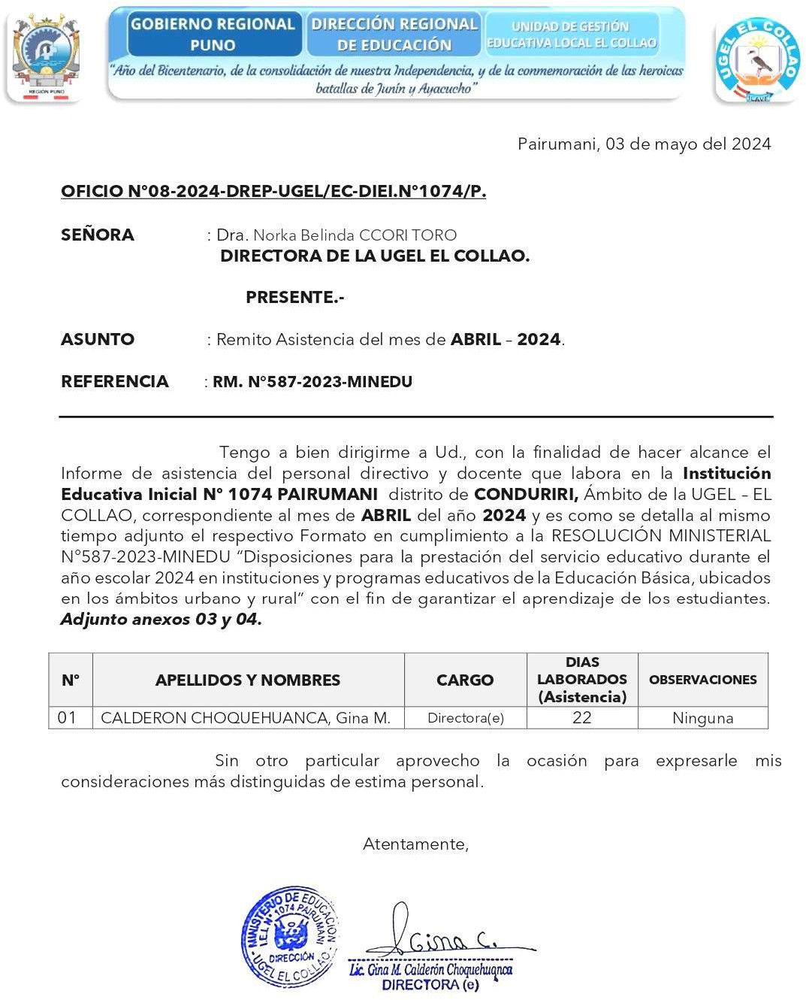 GOBIERNO REGIONAL PUNO
DIRECCIÓN REGIONAL DE EDUCACIÓN
UNIDAD DE GESTIÓN EDUCATIVA LOCAL EL COLLAO
“Año del Bicentenario, de la consolidación de nuestra Independencia, y de la conmemoración de las heroicas
batallas de Junín y Ayacucho”
REGIÓN PUNO
UGEL EL COLLAO
ILAVE
Pairumani, 03 de mayo del 2024
OFICIO N°08-2024-DREP-UGEL/EC-DIEI.N°1074/P.
SEÑORA : Dra. Norka Belinda CCORI TORO
DIRECTORA DE LA UGEL EL COLLAO.
PRESENTE.-
ASUNTO : Remito Asistencia del mes de ABRIL – 2024.
REFERENCIA : RM. N°587-2023-MINEDU
Tengo a bien dirigirme a Ud., con la finalidad de hacer alcance el
Informe de asistencia del personal directivo y docente que labora en la Institución
Educativa Inicial N° 1074 PAIRUMANI distrito de CONDURIRI, Ámbito de la UGEL – EL
COLLAO, correspondiente al mes de ABRIL del año 2024 y es como se detalla al mismo
tiempo adjunto el respectivo Formato en cumplimiento a la RESOLUCIÓN MINISTERIAL
N°587-2023-MINEDU “Disposiciones para la prestación del servicio educativo durante el
año escolar 2024 en instituciones y programas educativos de la Educación Básica, ubicados
en los ámbitos urbano y rural” con el fin de garantizar el aprendizaje de los estudiantes.
Adjunto anexos 03 y 04.
N° APELLIDOS Y NOMBRES CARGO DIAS LABORADOS (Asistencia) OBSERVACIONES
01 CALDERON CHOQUEHUANCA, Gina M. Directora(e) 22 Ninguna
Sin otro particular aprovecho la ocasión para expresarle mis
consideraciones más distinguidas de estima personal.
Atentamente,
MINISTERIO DE EDUCACIÓN
I.E.I. N° 1074 PAIRUMANI
DIRECCIÓN
- UGEL EL COLLAO -
Gina C.
Lic. Gina M. Calderón Choquehuanca
DIRECTORA (e)